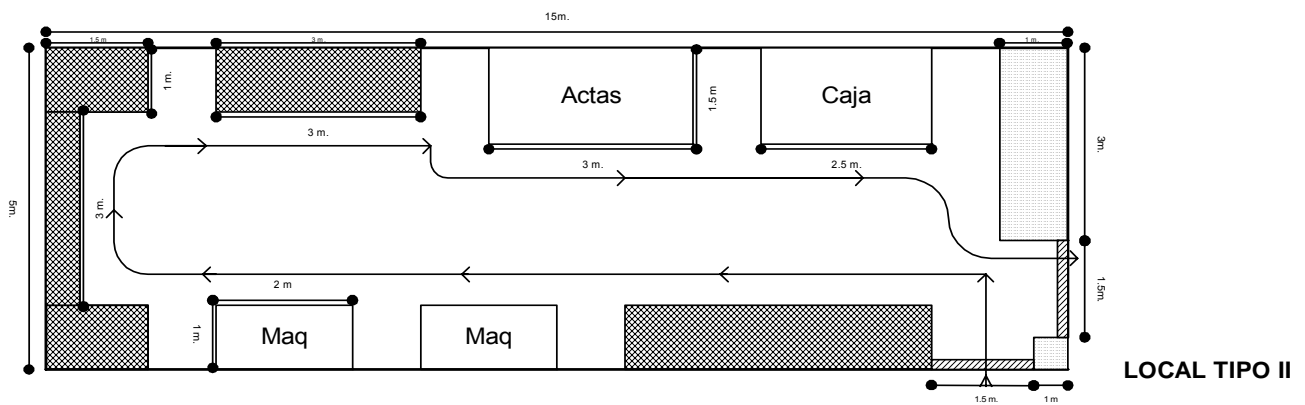 15m.
1.5 m
3 m.
1 m.
1 m.
Actas
1.5 m
Caja
3 m.
3 m.
2.5 m.
3m.
5m.
3 m.
2 m
1 m.
Maq
Maq
1.5m.
1.5 m.
1 m
LOCAL TIPO II